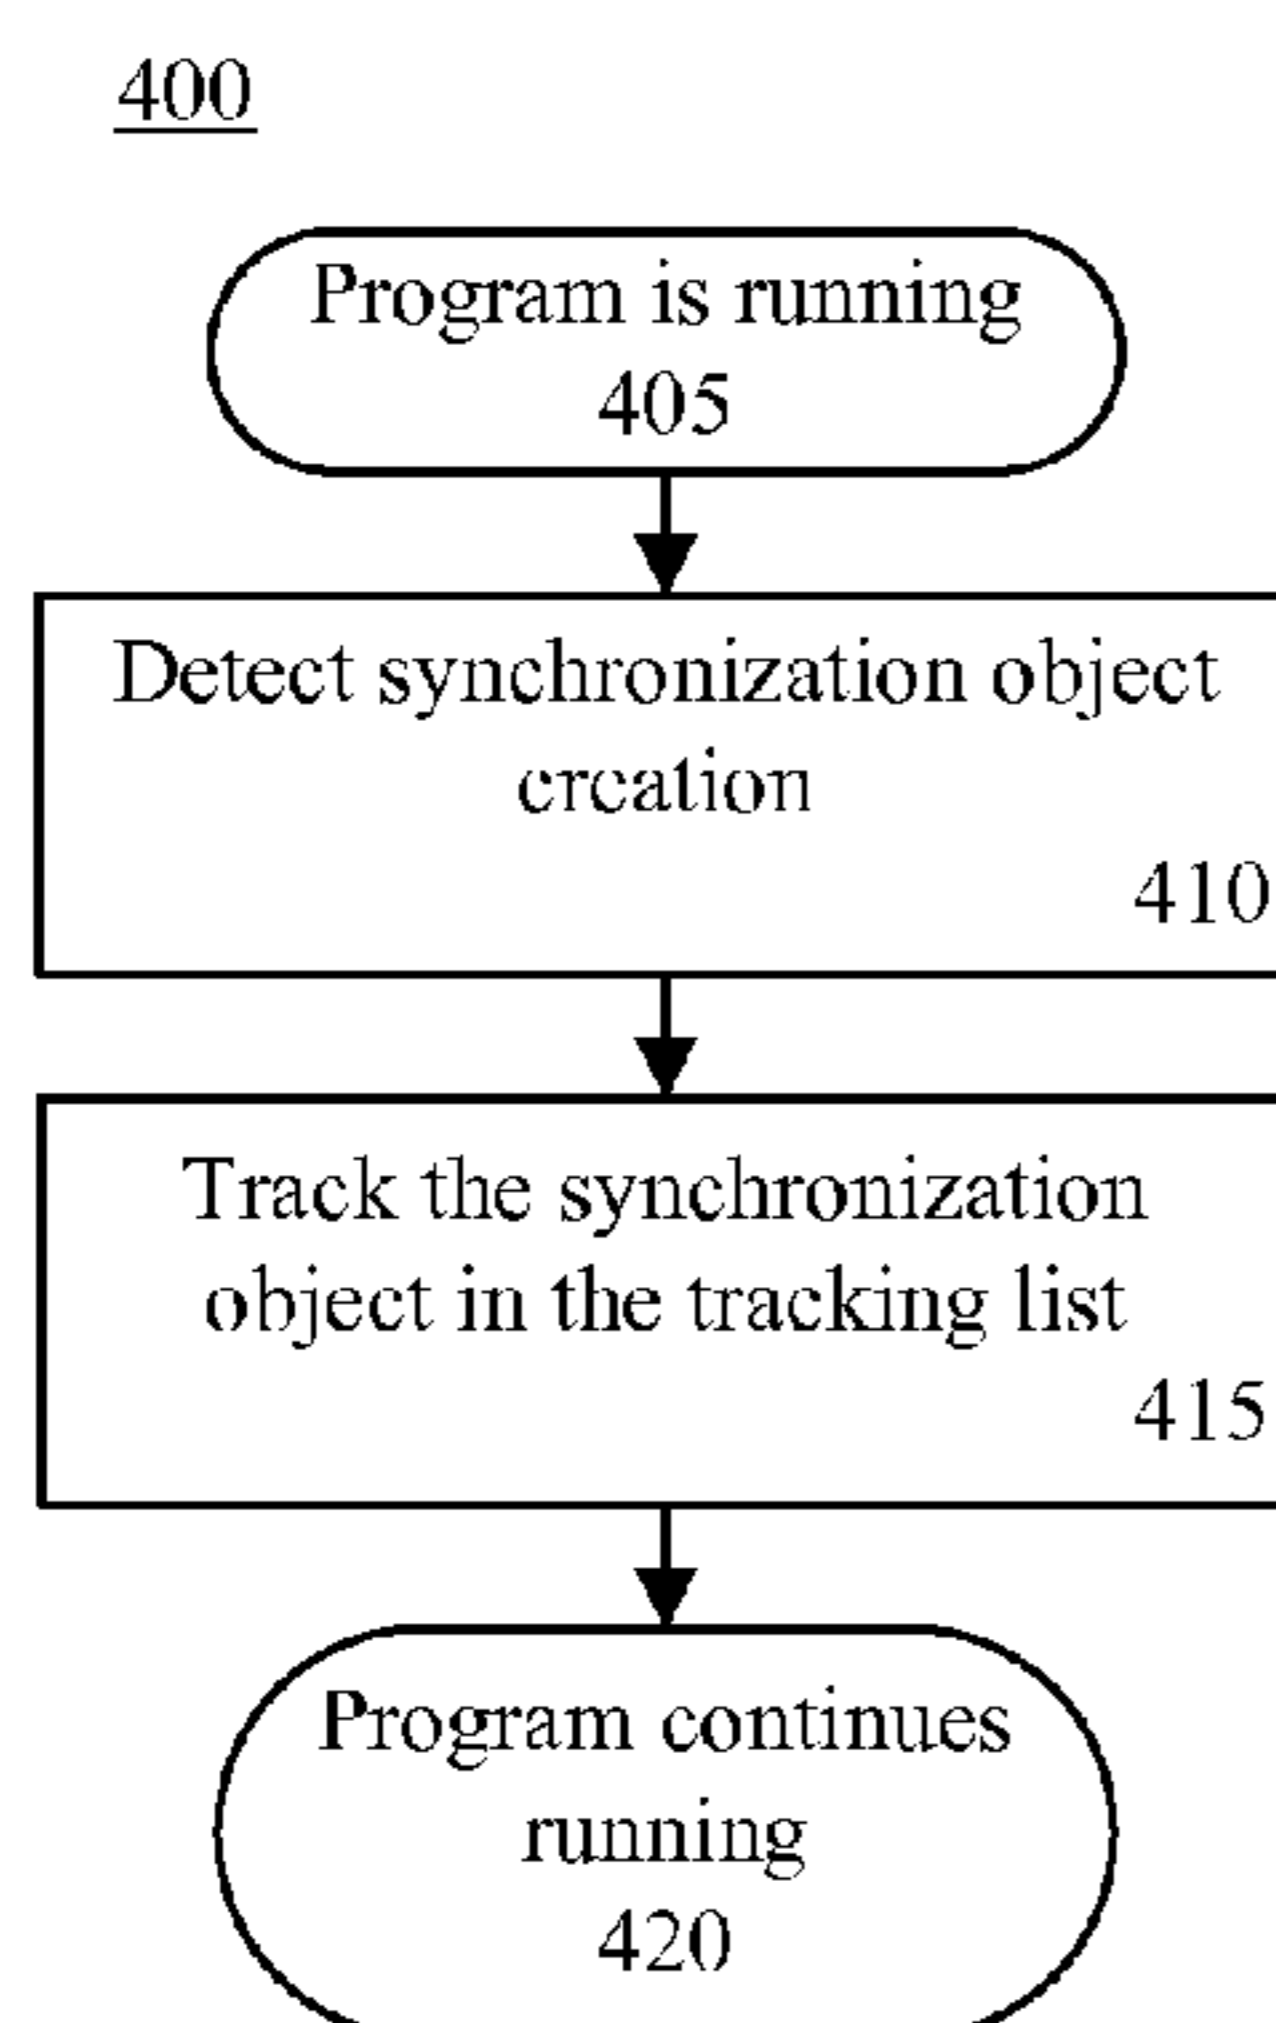 400
Program is running
405
Detect synchronization object
creation
410
Track the synchronization
object in the tracking list
415
Program continues
running
420